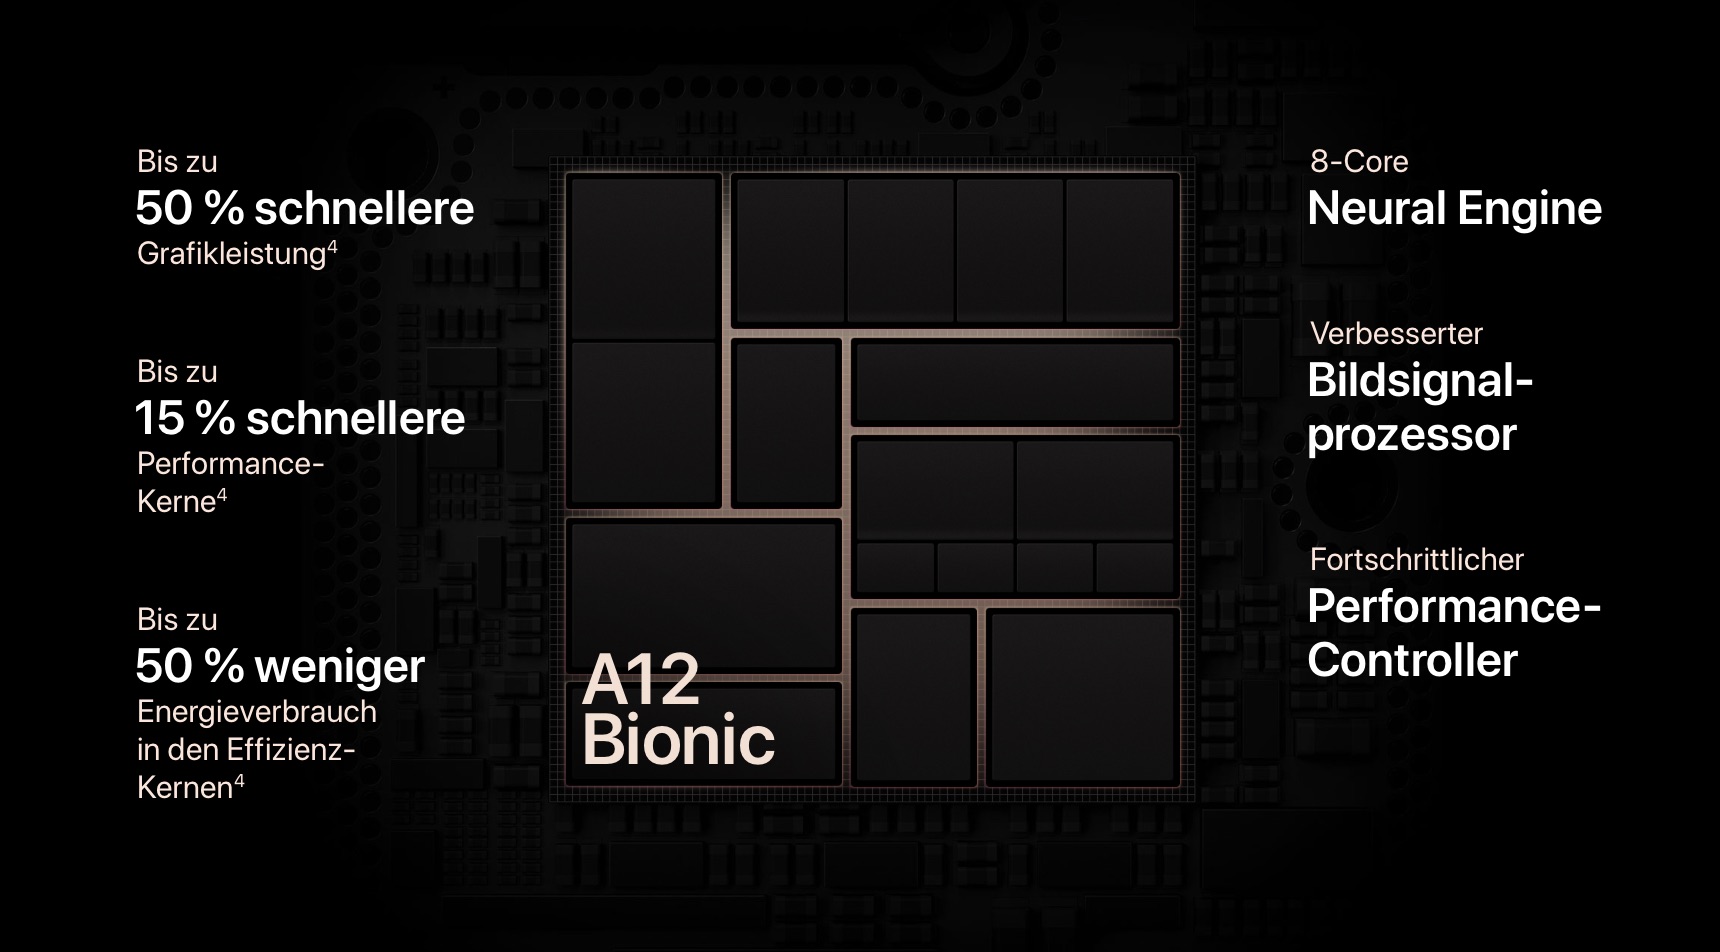 Bis zu
50 % schnellere
Grafikleistung⁴
Bis zu
15 % schnellere
Performance-
Kerne⁴
Bis zu
50 % weniger
Energieverbrauch
in den Effizienz-
Kernen⁴
A12
Bionic
8-Core
Neural Engine
Verbesserter
Bildsignal-
prozessor
Fortschrittlicher
Performance-
Controller